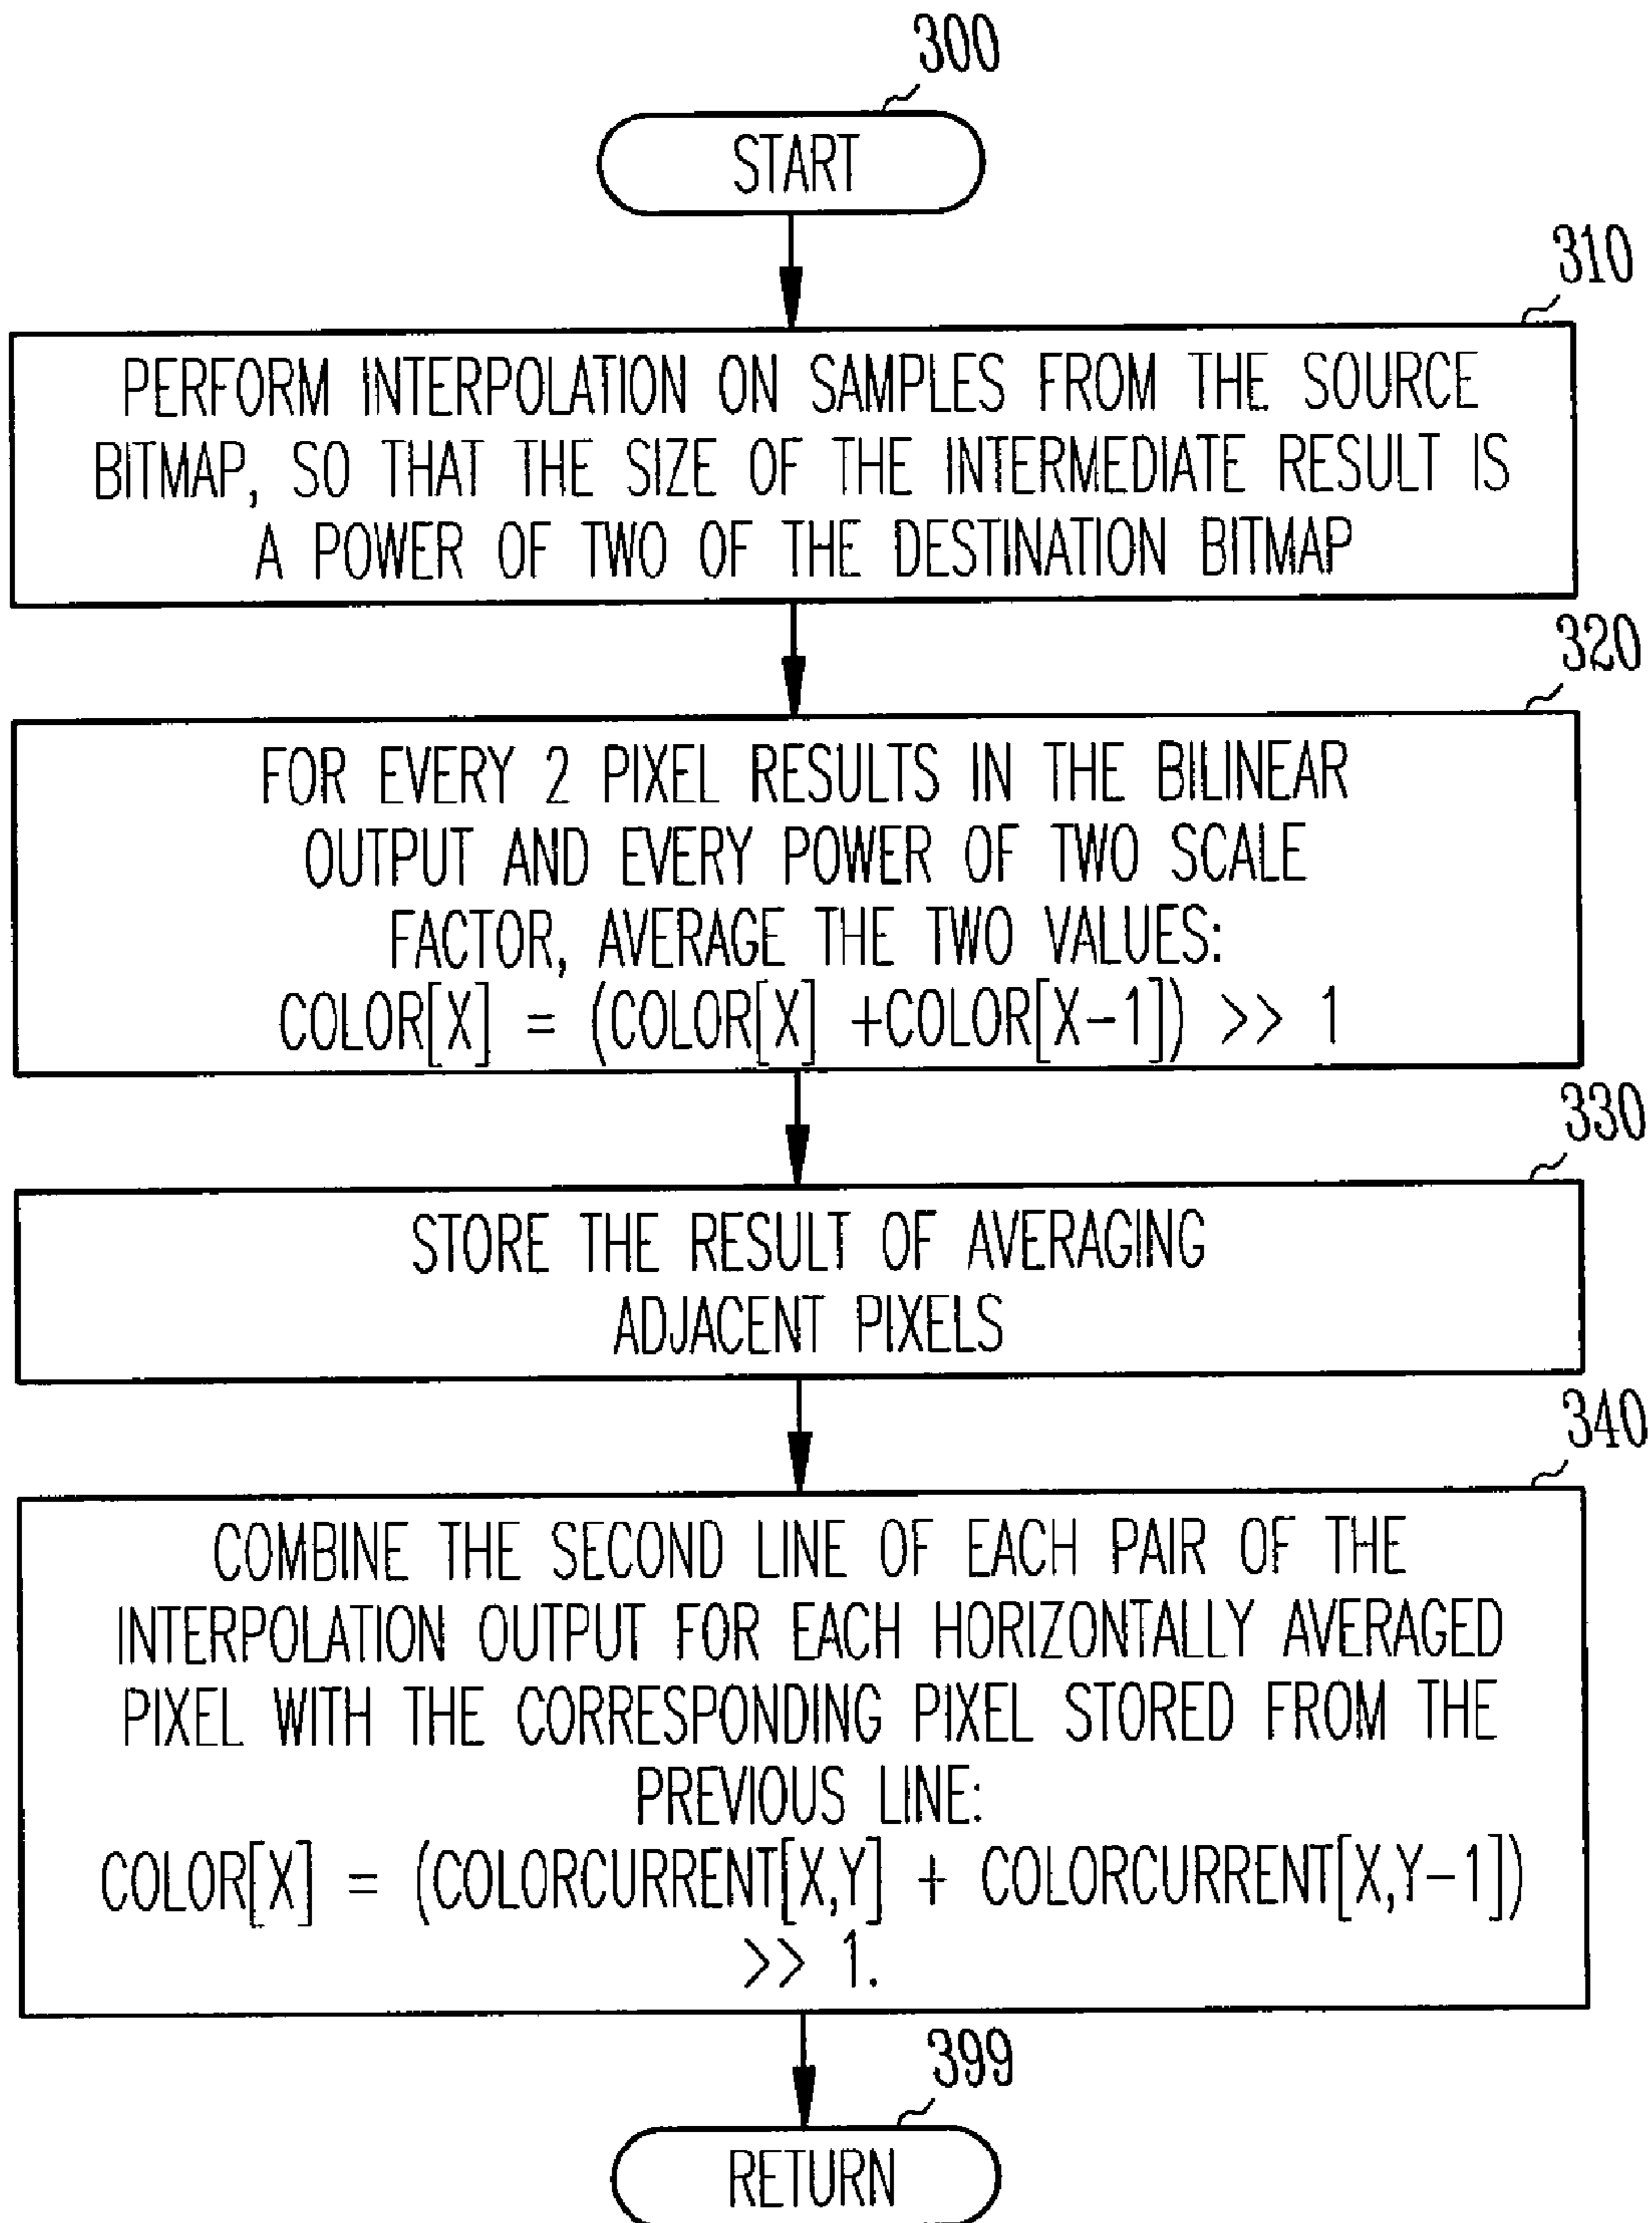 300
START
310
PERFORM INTERPOLATION ON SAMPLES FROM THE SOURCE
BITMAP, SO THAT THE SIZE OF THE INTERMEDIATE RESULT IS
A POWER OF TWO OF THE DESTINATION BITMAP
320
FOR EVERY 2 PIXEL RESULTS IN THE BILINEAR
OUTPUT AND EVERY POWER OF TWO SCALE
FACTOR, AVERAGE THE TWO VALUES:
COLOR[X] = (COLOR[X] +COLOR[X-1]) >> 1
330
STORE THE RESULT OF AVERAGING
ADJACENT PIXELS
340
COMBINE THE SECOND LINE OF EACH PAIR OF THE
INTERPOLATION OUTPUT FOR EACH HORIZONTALLY AVERAGED
PIXEL WITH THE CORRESPONDING PIXEL STORED FROM THE
PREVIOUS LINE:
COLOR[X] = (COLORCURRENT[X,Y] + COLORCURRENT[X,Y-1])
>> 1.
399
RETURN